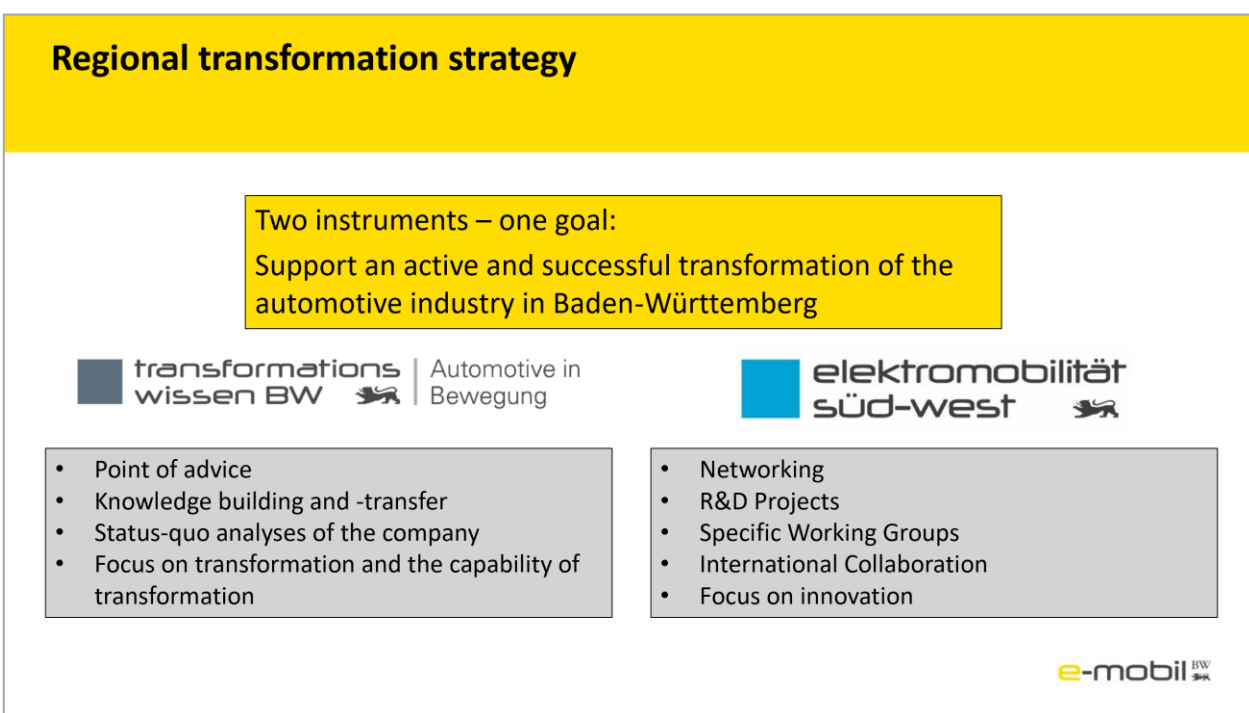 Regional transformation strategy
Two instruments – one goal:
Support an active and successful transformation of the
automotive industry in Baden-Württemberg
transformations
wissen BW
Automotive in
Bewegung
elektromobilität
süd-west
• Point of advice
• Knowledge building and -transfer
• Status-quo analyses of the company
• Focus on transformation and the capability of
transformation
• Networking
• R&D Projects
• Specific Working Groups
• International Collaboration
• Focus on innovation
e-mobil BW